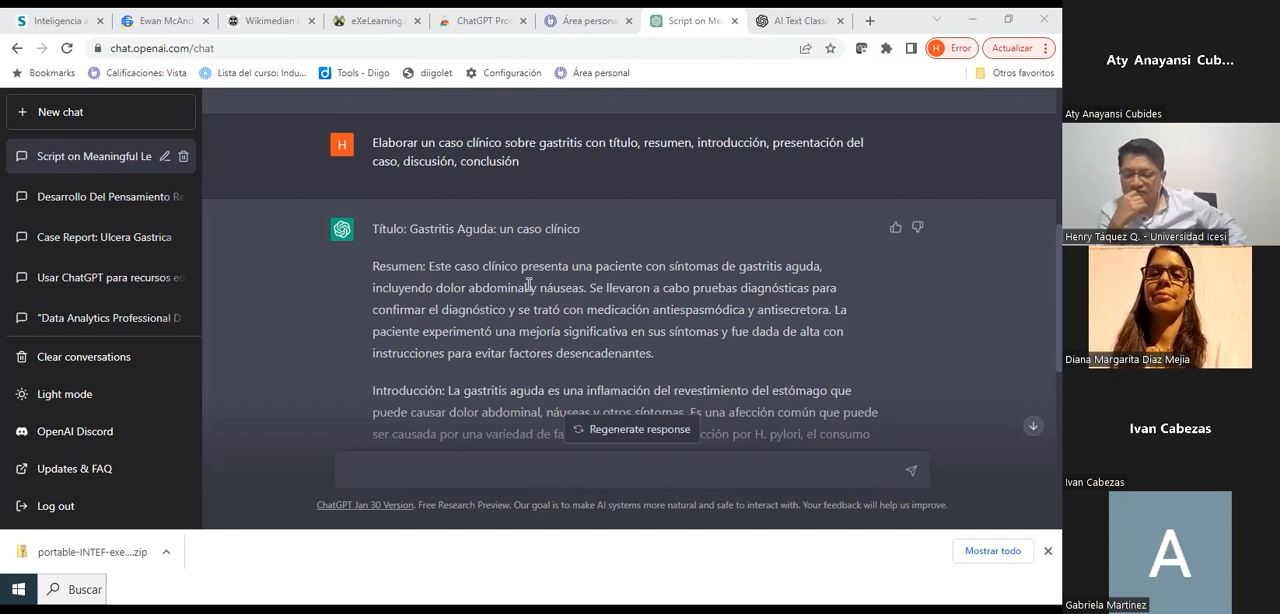 Inteligencia a
Ewan McAnd
Wikimedian
eXeLearning.
ChatGPT Pro
Área persona
Script on Me
AI Text Classi
chat.openai.com/chat
H Error
Actualizar
Bookmarks
Calificaciones: Vista
Lista del curso: Indu...
Tools - Diigo
diigolet
Configuración
Área personal
Otros favoritos
New chat
Script on Meaningful Le
Desarrollo Del Pensamiento Re
Case Report: Ulcera Gastrica
Usar ChatGPT para recursos ed
"Data Analytics Professional D
Clear conversations
Light mode
OpenAI Discord
Updates & FAQ
Log out
H
Elaborar un caso clínico sobre gastritis con título, resumen, introducción, presentación del
caso, discusión, conclusión
Título: Gastritis Aguda: un caso clínico
Resumen: Este caso clínico presenta una paciente con síntomas de gastritis aguda,
incluyendo dolor abdominal y náuseas. Se llevaron a cabo pruebas diagnósticas para
confirmar el diagnóstico y se trató con medicación antiespasmódica y antisecretora. La
paciente experimentó una mejoría significativa en sus síntomas y fue dada de alta con
instrucciones para evitar factores desencadenantes.
Introducción: La gastritis aguda es una inflamación del revestimiento del estómago que
puede causar dolor abdominal, náuseas y otros síntomas. Es una afección común que puede
ser causada por una variedad de fa
cción por H. pylori, el consumo
Regenerate response
ChatGPT Jan 30 Version. Free Research Preview. Our goal is to make AI systems more natural and safe to interact with. Your feedback will help us improve.
portable-INTEF-exe....zip
Mostrar todo
Buscar
Aty Anayansi Cub...
Aty Anayansi Cubides
Henry Táquez Q. - Universidad Icesi
Diana Margarita Diaz Mejia
Ivan Cabezas
Ivan Cabezas
A
Gabriela Martinez